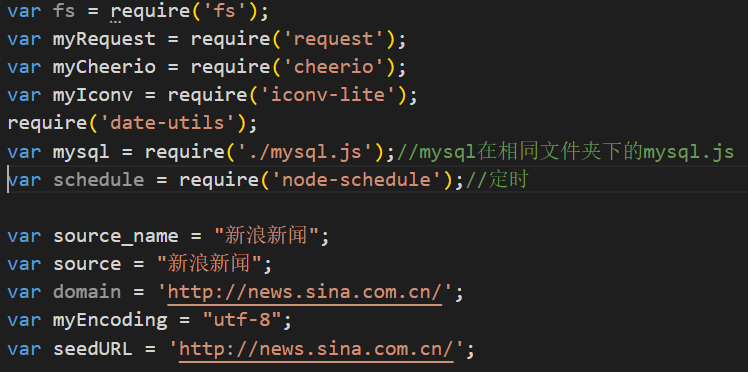 var fs = require('fs');
var myRequest = require('request');
var myCheerio = require('cheerio');
var myIconv = require('iconv-lite');
require('date-utils');
var mysql = require('./mysql.js');//mysql在相同文件夹下的mysql.js
var schedule = require('node-schedule');//定时
var source_name = "新浪新闻";
var source = "新浪新闻";
var domain = 'http://news.sina.com.cn/';
var myEncoding = "utf-8";
var seedURL = 'http://news.sina.com.cn/';